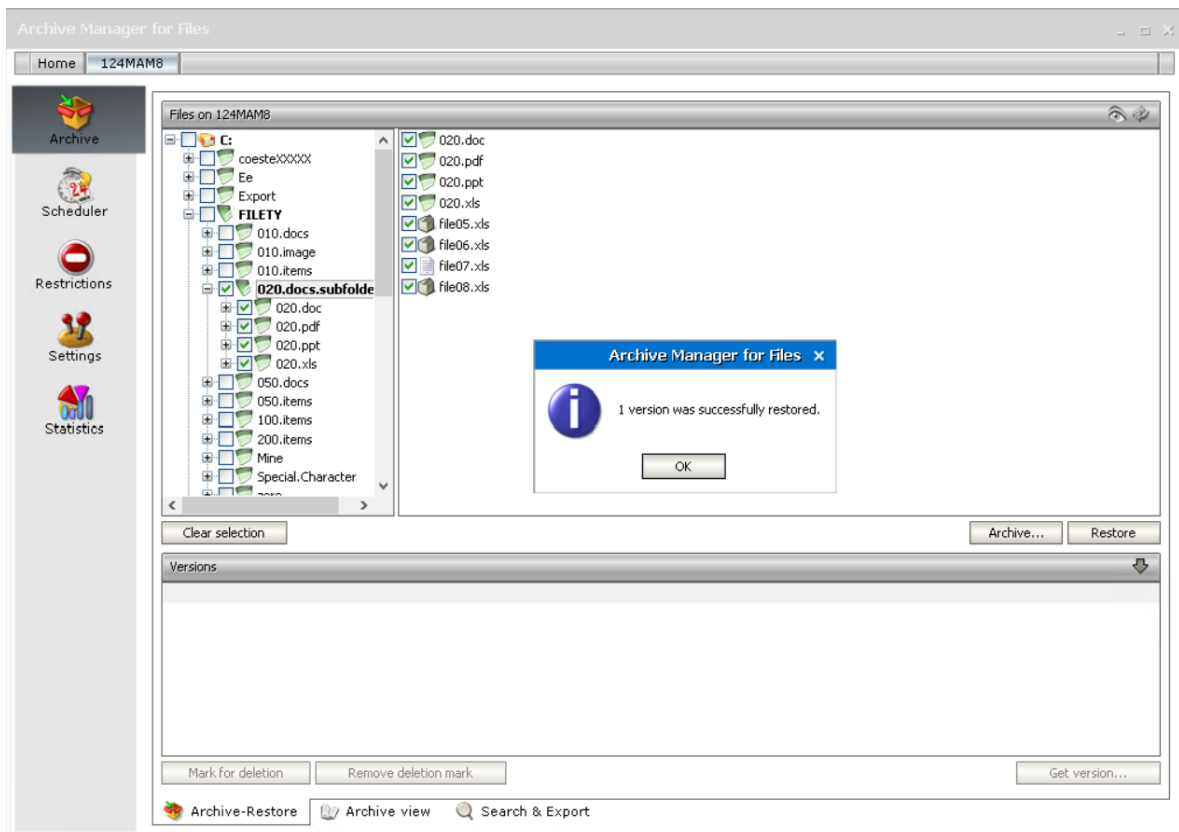 Archive Manager for Files
Home 124MAM8
Archive
Scheduler
24
Restrictions
Settings
Statistics
Files on 124MAM8
C:
coesteXXXXX
Ee
Export
FILETY
010.docs
010.image
010.items
020.docs.subfolde
020.doc
020.pdf
020.ppt
020.xls
050.docs
050.items
100.items
200.items
Mine
Special.Character
zero
020.doc
020.pdf
020.ppt
020.xls
file05.xls
file06.xls
file07.xls
file08.xls
Archive Manager for Files
1 version was successfully restored.
OK
Clear selection Archive... Restore
Versions
Mark for deletion Remove deletion mark Get version...
Archive-Restore Archive view Search & Export